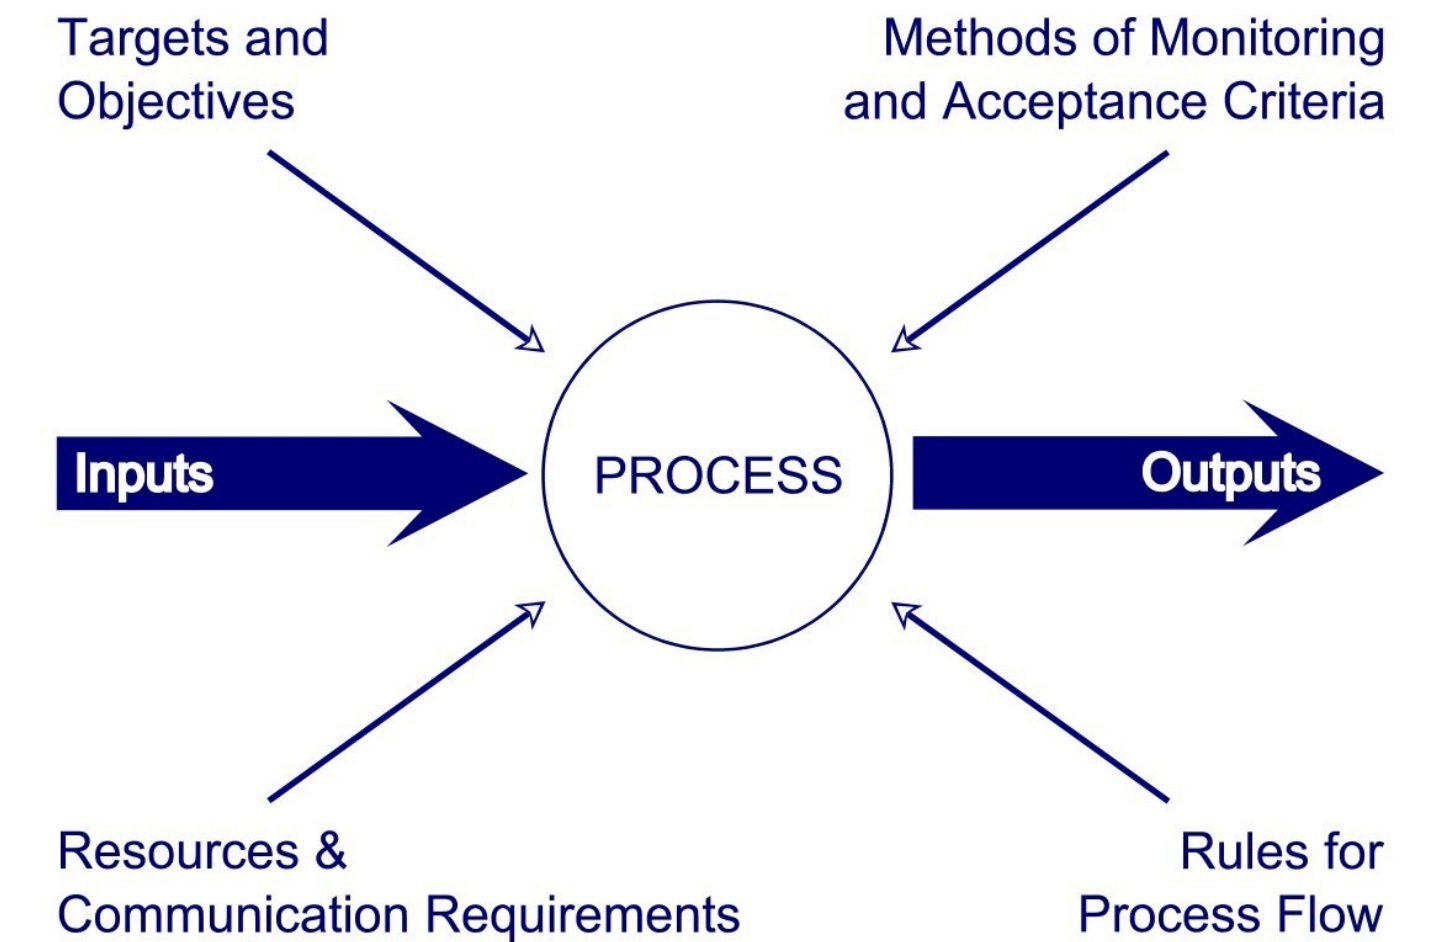 Targets and
Objectives
Methods of Monitoring
and Acceptance Criteria
Inputs
PROCESS
Outputs
Resources &
Communication Requirements
Rules for
Process Flow